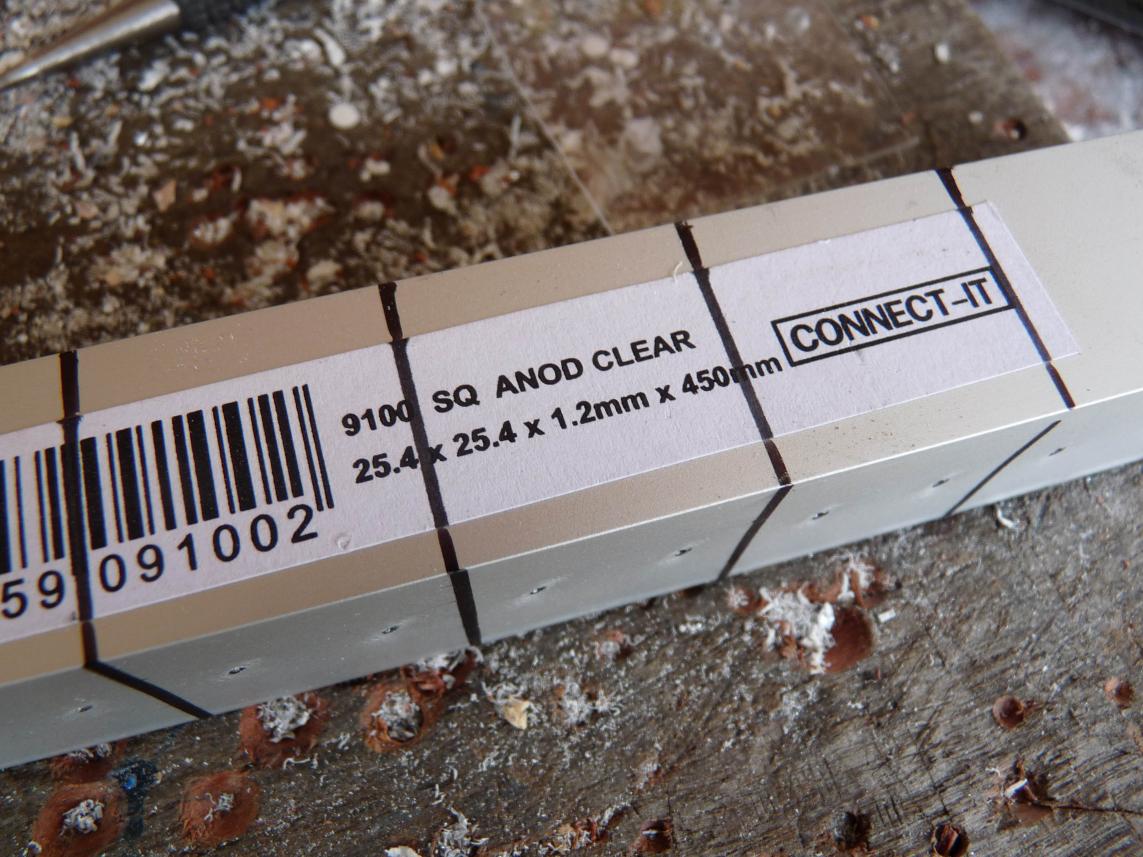 9100 SQ ANOD CLEAR
25.4 x 25.4 x 1.2mm x 450mm
CONNECT-IT
59 091002